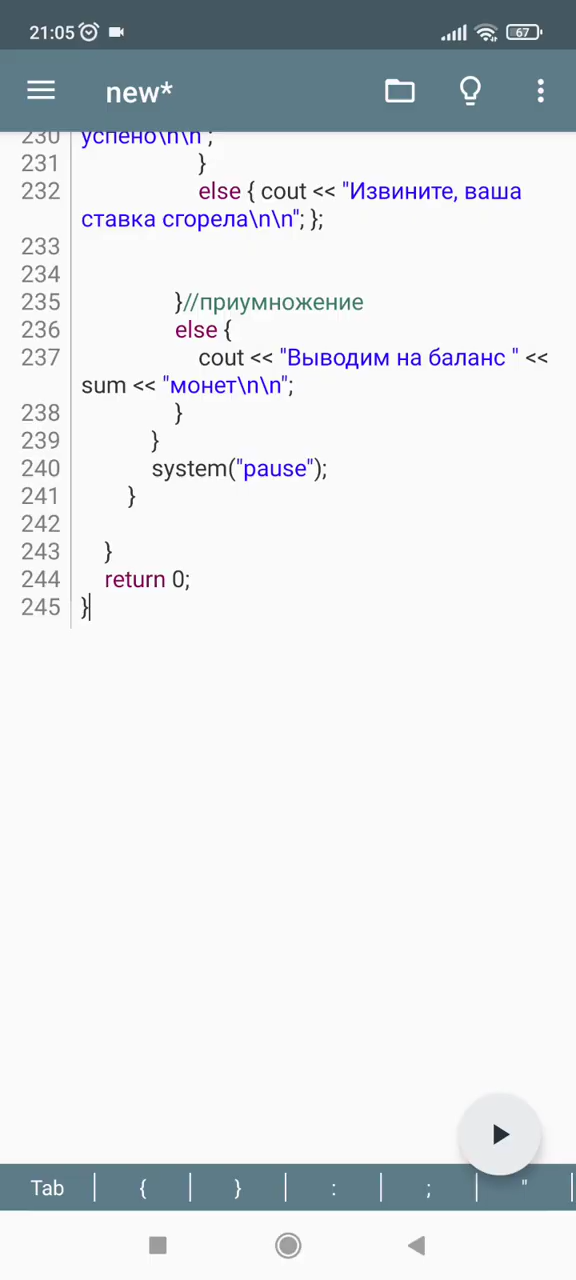 21:05 67
new*
230 успено\n\n";
231 }
232 else { cout << "Извините, ваша
ставка сгорела\n\n"; };
233
234
235 }//приумножение
236 else {
237 cout << "Выводим на баланс " <<
sum << "монет\n\n";
238 }
239 }
240 system("pause");
241 }
242
243 }
244 return 0;
245 }
Tab { } : ; "